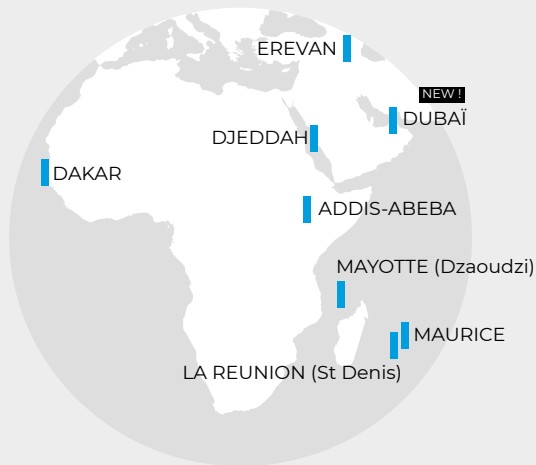 EREVAN
NEW !
DUBAÏ
DJEDDAH
DAKAR
ADDIS-ABEBA
MAYOTTE (Dzaoudzi)
MAURICE
LA REUNION (St Denis)